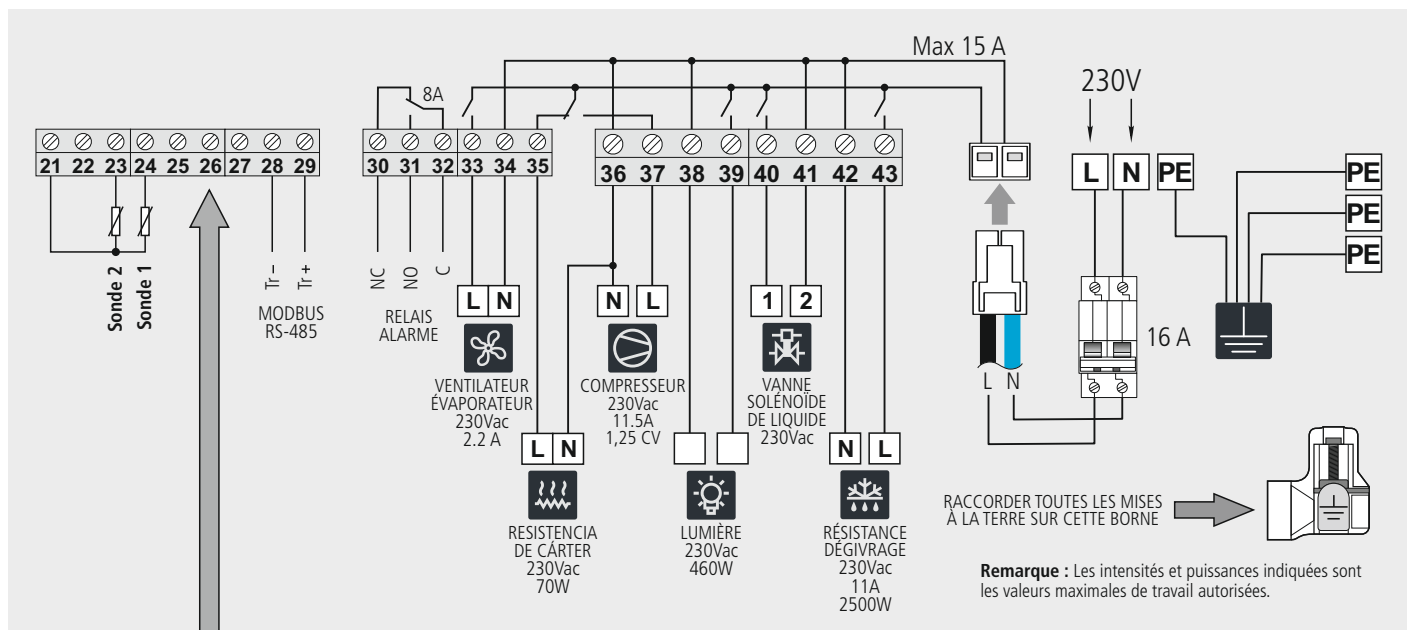 Max 15 A
230V
8A
21 22 23 24 25 26 27 28 29
30 31 32 33 34 35
36 37 38 39 40 41 42 43
L N PE
PE
PE
PE
Sonde 2
Sonde 1
Tr –
Tr +
MODBUS
RS-485
NC
NO
C
RELAIS
ALARME
L N
VENTILATEUR
ÉVAPORATEUR
230Vac
2.2 A
N L
COMPRESSEUR
230Vac
11.5A
1,25 CV
1 2
VANNE
SOLÉNOÏDE
DE LIQUIDE
230Vac
L N
16 A
L N
RESISTENCIA
DE CÁRTER
230Vac
70W
LUMIÈRE
230Vac
460W
N L
RÉSISTANCE
DÉGIVRAGE
230Vac
11A
2500W
RACCORDER TOUTES LES MISES
À LA TERRE SUR CETTE BORNE
Remarque : Les intensités et puissances indiquées sont
les valeurs maximales de travail autorisées.